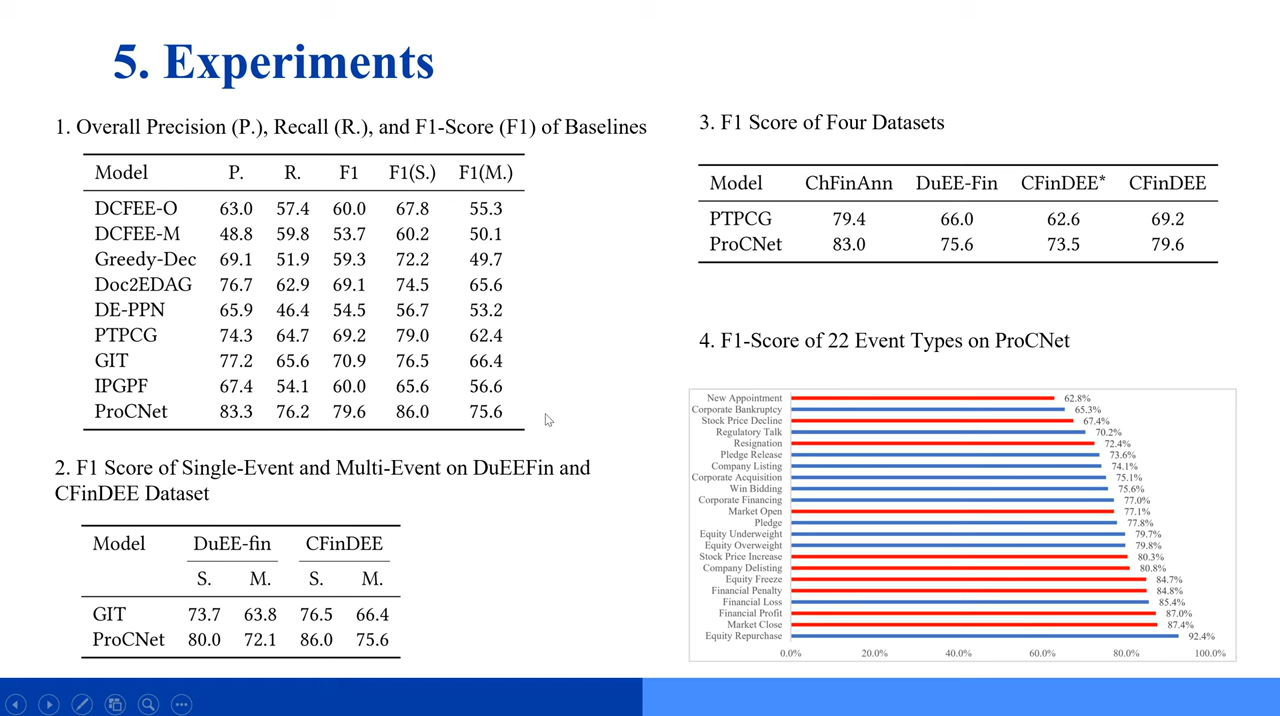 5. Experiments
1. Overall Precision (P.), Recall (R.), and F1-Score (F1) of Baselines
Model P. R. F1 F1(S.) F1(M.)
DCFEE-O 63.0 57.4 60.0 67.8 55.3
DCFEE-M 48.8 59.8 53.7 60.2 50.1
Greedy-Dec 69.1 51.9 59.3 72.2 49.7
Doc2EDAG 76.7 62.9 69.1 74.5 65.6
DE-PPN 65.9 46.4 54.5 56.7 53.2
PTPCG 74.3 64.7 69.2 79.0 62.4
GIT 77.2 65.6 70.9 76.5 66.4
IPGPF 67.4 54.1 60.0 65.6 56.6
ProCNet 83.3 76.2 79.6 86.0 75.6
2. F1 Score of Single-Event and Multi-Event on DuEEFin and
CFinDEE Dataset
Model DuEE-fin CFinDEE
S. M. S. M.
GIT 73.7 63.8 76.5 66.4
ProCNet 80.0 72.1 86.0 75.6
3. F1 Score of Four Datasets
Model ChFinAnn DuEE-Fin CFinDEE* CFinDEE
PTPCG 79.4 66.0 62.6 69.2
ProCNet 83.0 75.6 73.5 79.6
4. F1-Score of 22 Event Types on ProCNet
New Appointment 62.8%
Corporate Bankruptcy 65.3%
Stock Price Decline 67.4%
Regulatory Talk 70.2%
Resignation 72.4%
Pledge Release 73.6%
Company Listing 74.1%
Corporate Acquisition 75.1%
Win Bidding 75.6%
Corporate Financing 77.0%
Market Open 77.1%
Pledge 77.8%
Equity Underweight 79.7%
Equity Overweight 79.8%
Stock Price Increase 80.3%
Company Delisting 80.8%
Equity Freeze 84.7%
Financial Penalty 84.8%
Financial Loss 85.4%
Financial Profit 87.0%
Market Close 87.4%
Equity Repurchase 92.4%
0.0% 20.0% 40.0% 60.0% 80.0% 100.0%